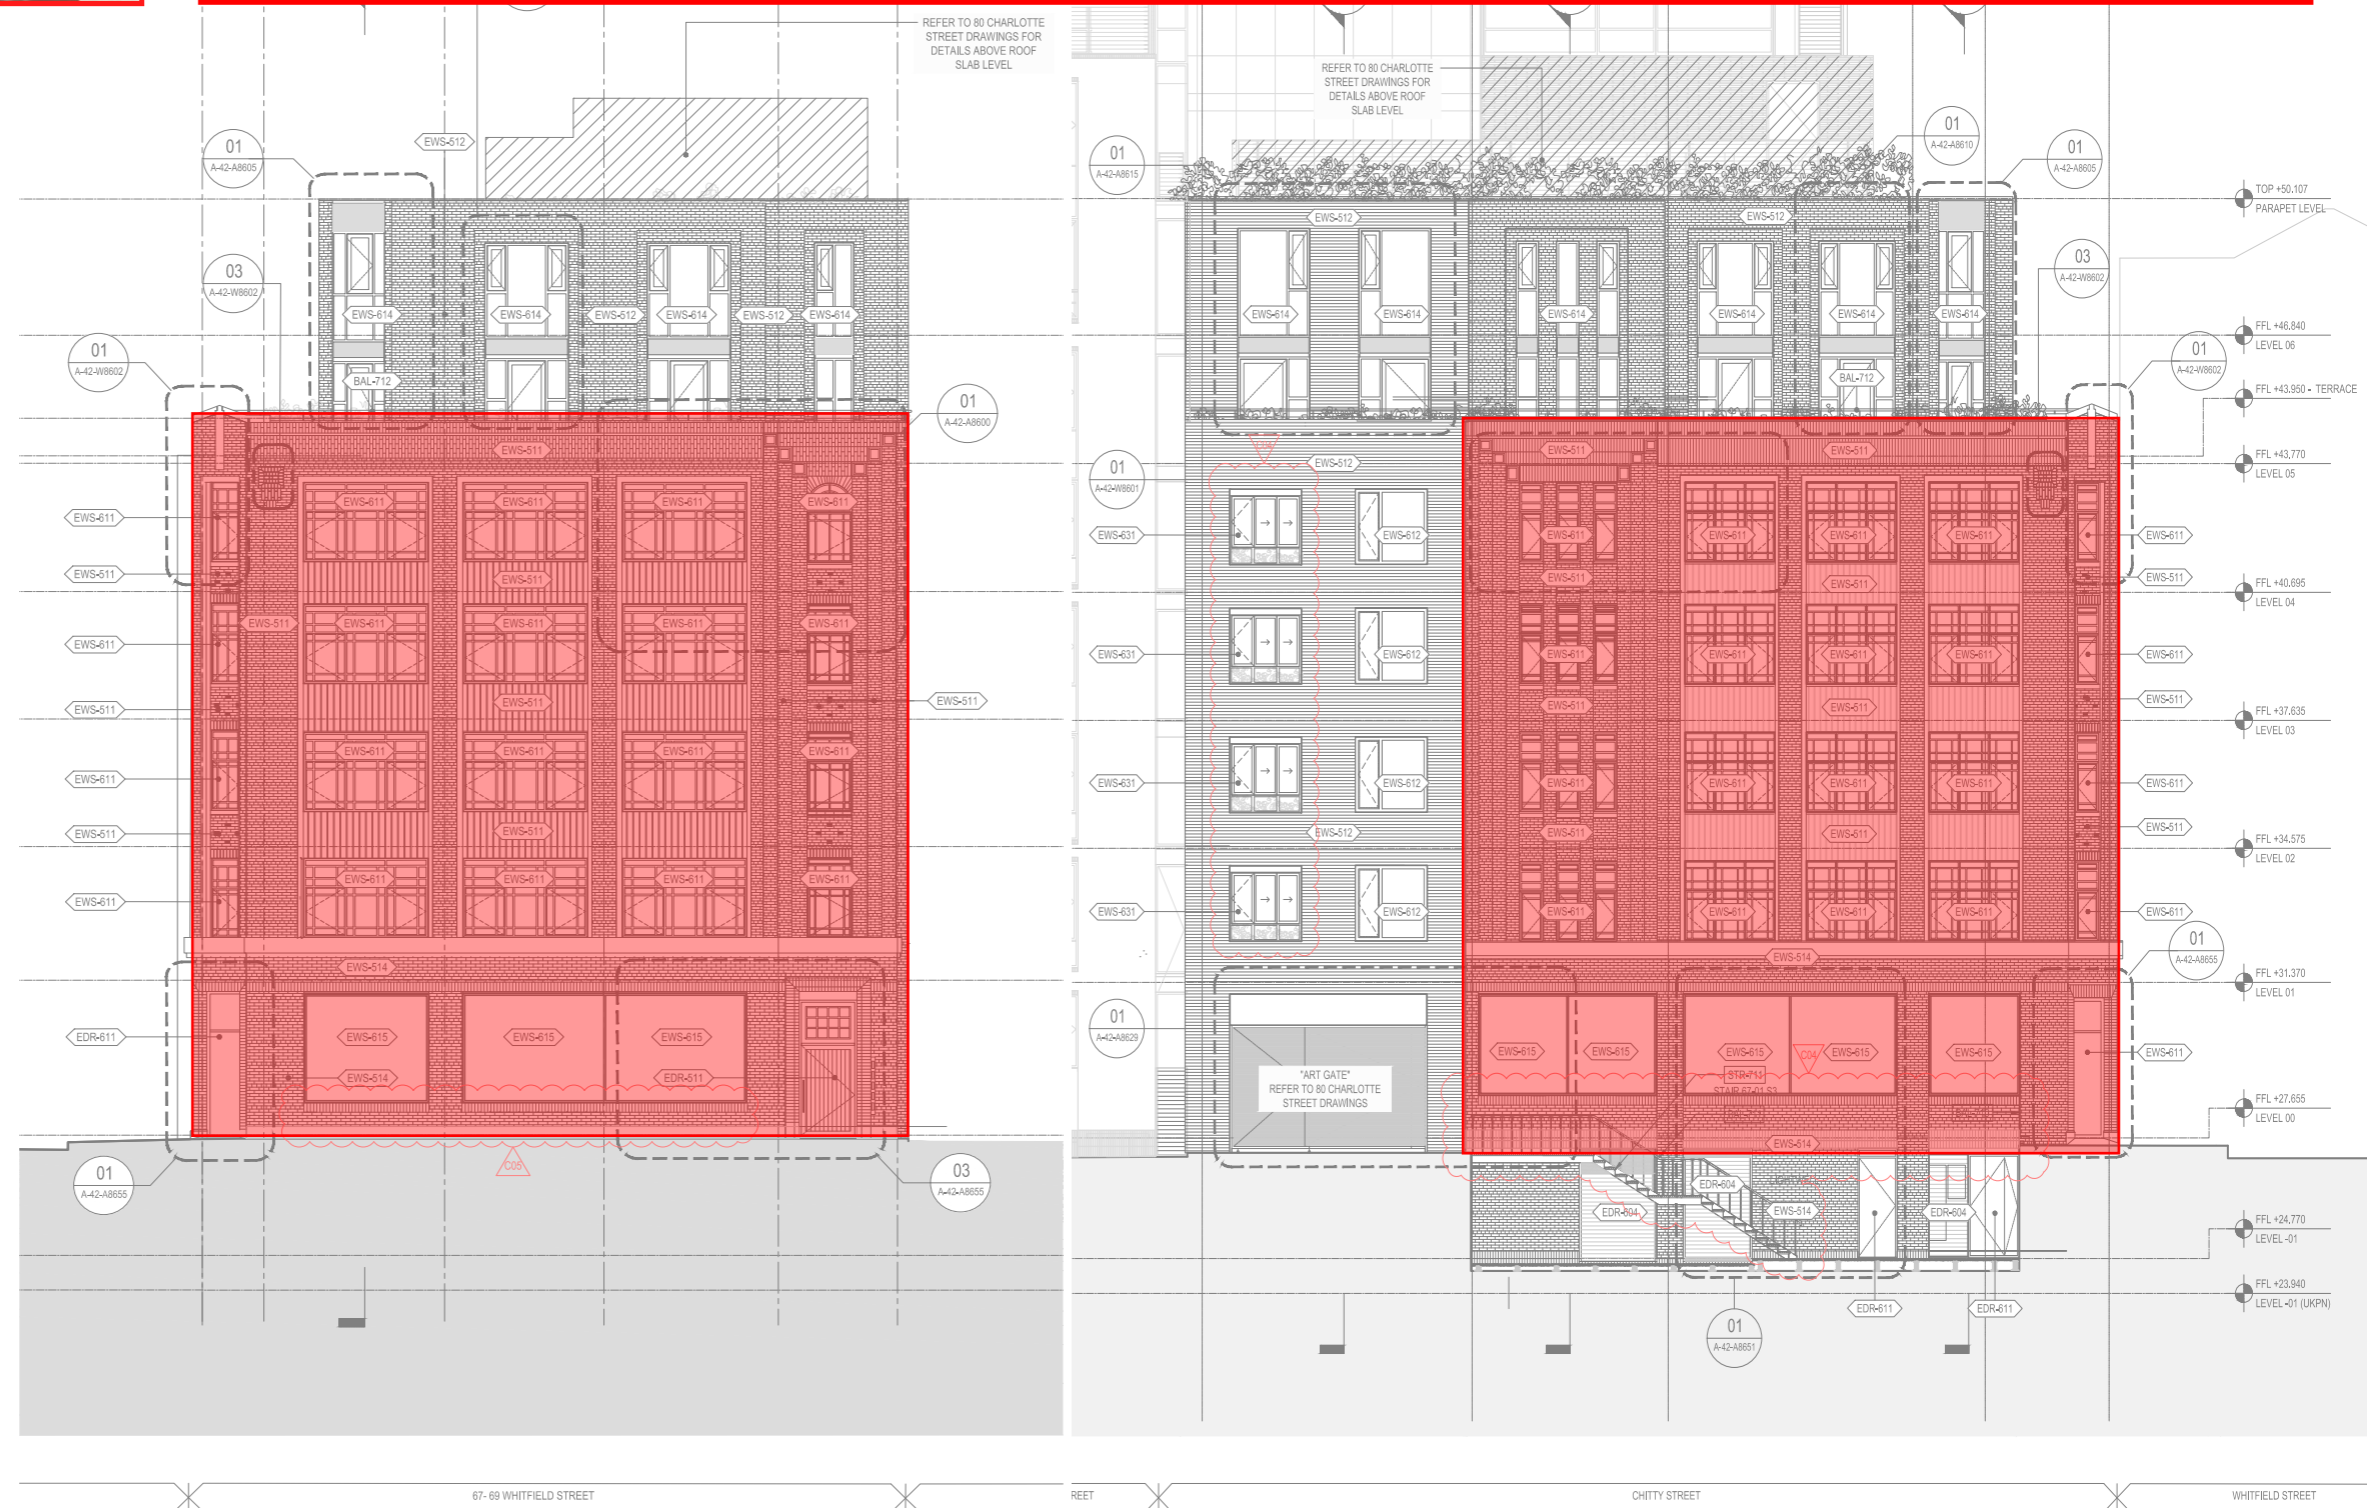 REFER TO 80 CHARLOTTE
STREET DRAWINGS FOR
DETAILS ABOVE ROOF
SLAB LEVEL
01
A-42-A8605
EWS-512
03
A-42-W8602
01
A-42-W8602
EWS-614
EWS-614
EWS-512
EWS-614
EWS-512
EWS-614
BAL-712
01
A-42-A8600
EWS-511
EWS-611
EWS-611
EWS-611
EWS-611
EWS-611
EWS-511
EWS-511
EWS-511
EWS-611
EWS-611
EWS-611
EWS-611
EWS-611
EWS-511
EWS-511
EWS-511
EWS-611
EWS-611
EWS-611
EWS-611
EWS-611
EWS-511
EWS-511
EWS-611
EWS-611
EWS-611
EWS-611
EWS-611
EWS-514
EDR-611
EWS-615
EWS-615
EWS-615
EWS-514
EDR-511
C05
01
A-42-A8655
03
A-42-A8655
67- 69 WHITFIELD STREET
REFER TO 80 CHARLOTTE
STREET DRAWINGS FOR
DETAILS ABOVE ROOF
SLAB LEVEL
01
A-42-A8615
01
A-42-A8610
01
A-42-A8605
EWS-512
EWS-512
TOP +50.107
PARAPET LEVEL
03
A-42-W8602
EWS-614
EWS-614
EWS-614
EWS-614
EWS-614
EWS-614
FFL +46.840
LEVEL 06
01
A-42-W8602
BAL-712
FFL +43.950 - TERRACE
EWS-511
EWS-511
EWS-512
FFL +43.770
LEVEL 05
01
A-42-W8601
EWS-631
EWS-612
EWS-611
EWS-611
EWS-611
EWS-611
EWS-611
EWS-511
EWS-511
EWS-511
FFL +40.695
LEVEL 04
EWS-631
EWS-612
EWS-611
EWS-611
EWS-611
EWS-611
EWS-611
EWS-511
EWS-511
EWS-511
FFL +37.635
LEVEL 03
EWS-631
EWS-612
EWS-611
EWS-611
EWS-611
EWS-611
EWS-611
EWS-512
EWS-511
EWS-511
EWS-511
FFL +34.575
LEVEL 02
EWS-631
EWS-612
EWS-611
EWS-611
EWS-611
EWS-611
EWS-611
01
A-42-A8655
EWS-514
FFL +31.370
LEVEL 01
01
A-42-A8629
EWS-615
EWS-615
EWS-615
C04
EWS-615
EWS-615
EWS-611
"ART GATE"
REFER TO 80 CHARLOTTE
STREET DRAWINGS
STR-711
STAIR 67-01 S3
FFL +27.655
LEVEL 00
EWS-514
EDR-604
EDR-604
EWS-514
EDR-604
FFL +24.770
LEVEL -01
FFL +23.940
LEVEL -01 (UKPN)
EDR-611
EDR-611
01
A-42-A8651
REET
CHITTY STREET
WHITFIELD STREET